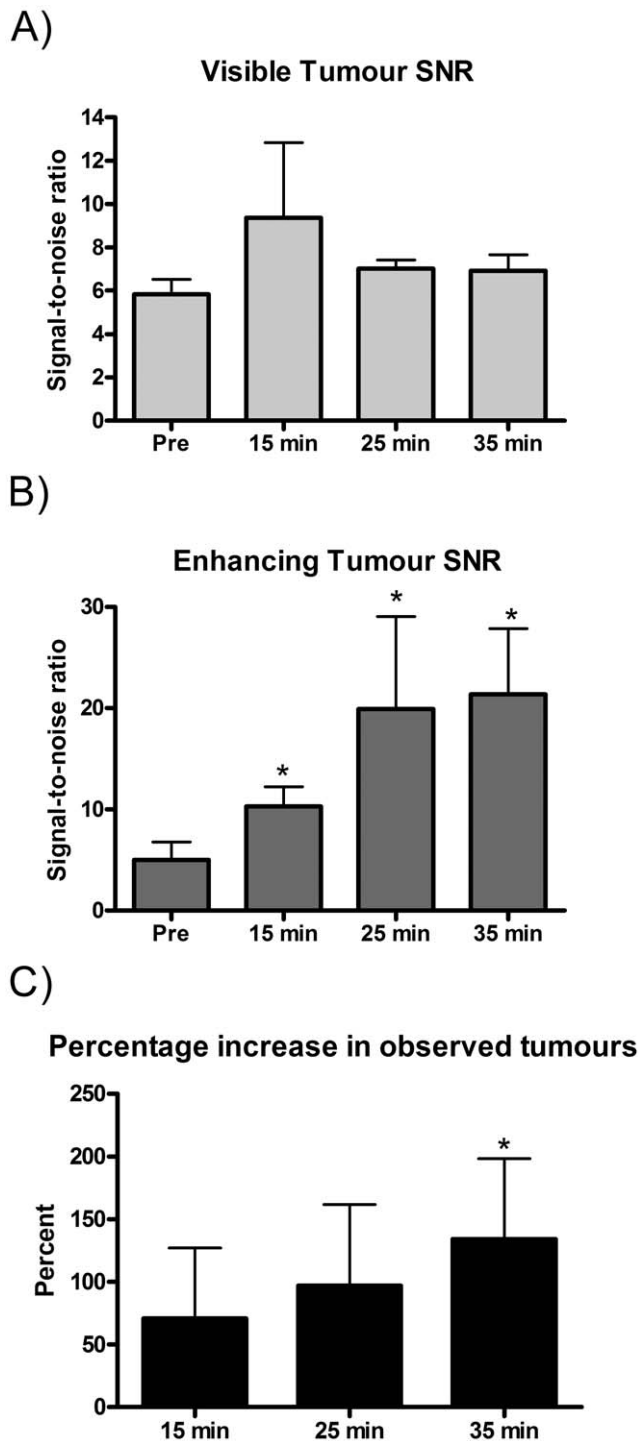 A)
Visible Tumour SNR
Signal-to-noise ratio
14
12
10
8
6
4
2
0
Pre 15 min 25 min 35 min
B)
Enhancing Tumour SNR
Signal-to-noise ratio
30
20
10
0
* * *
Pre 15 min 25 min 35 min
C)
Percentage increase in observed tumours
Percent
250
200
150
100
50
0
*
15 min 25 min 35 min